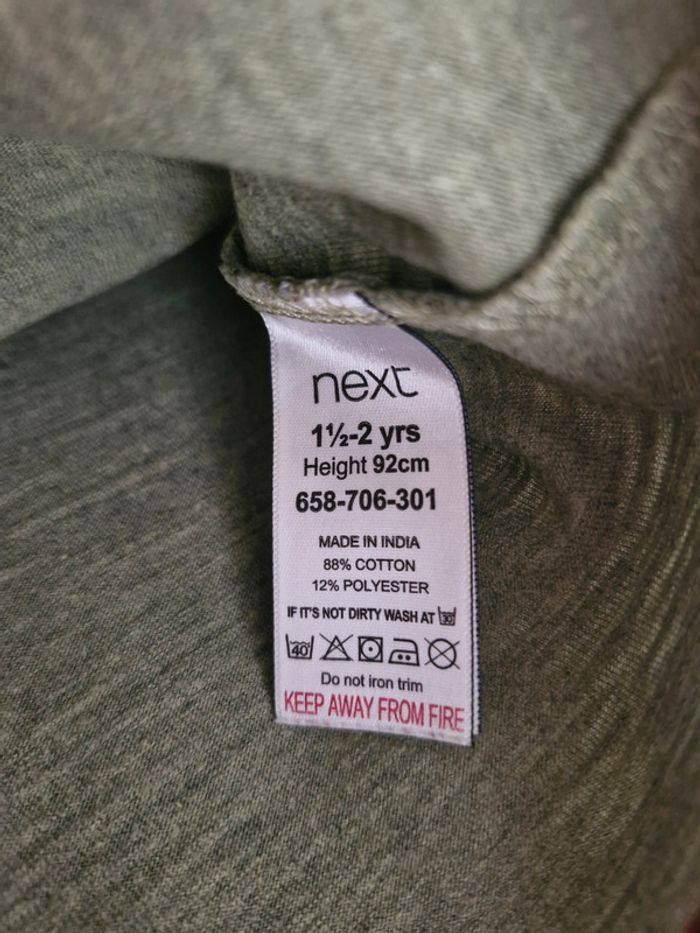 next
1½-2 yrs
Height 92cm
658-706-301
MADE IN INDIA
88% COTTON
12% POLYESTER
IF IT'S NOT DIRTY WASH AT 30
40
Do not iron trim
KEEP AWAY FROM FIRE